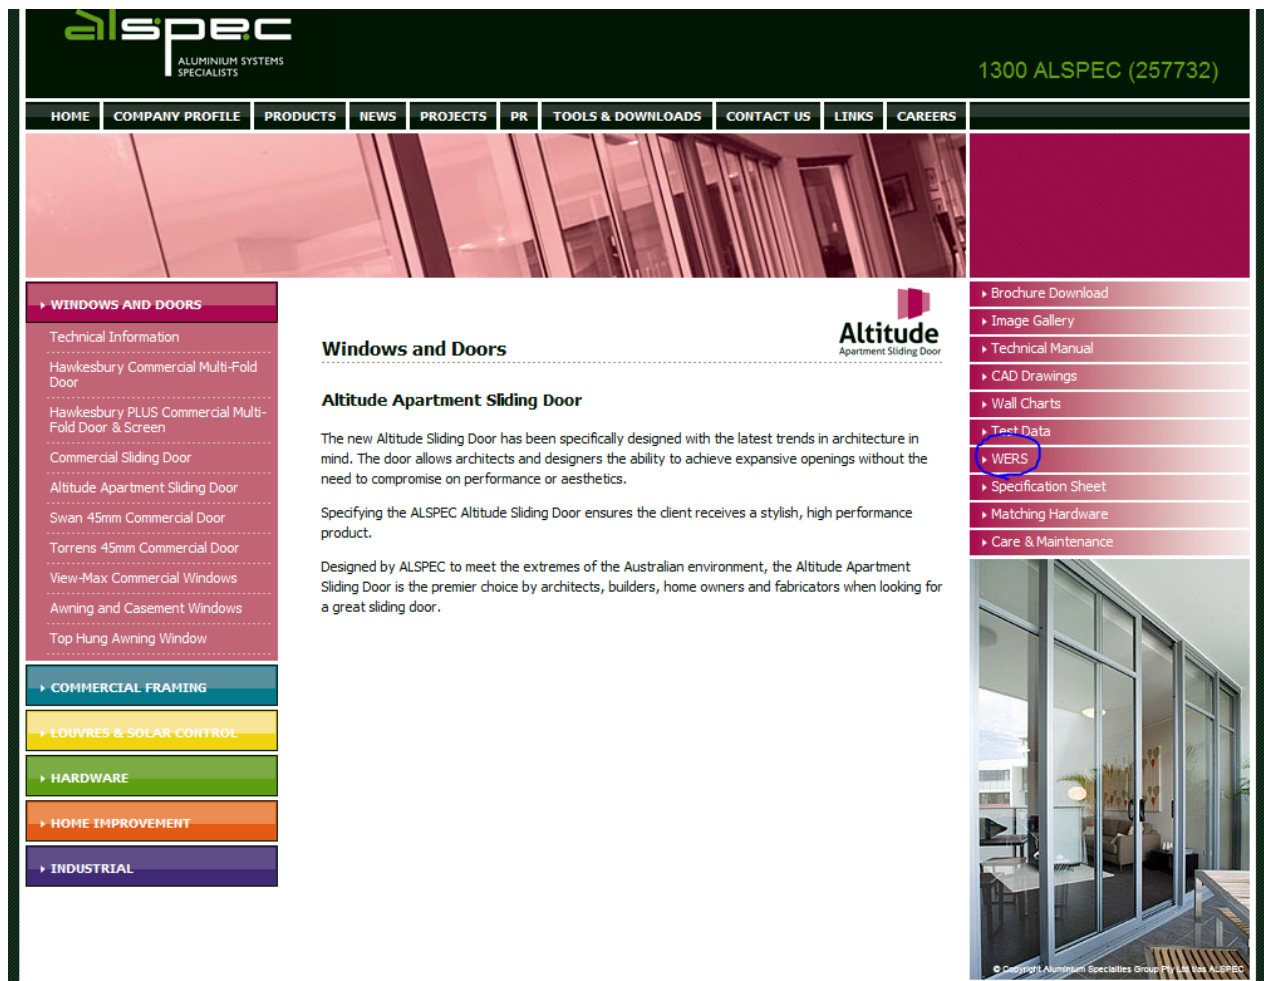 alspec
ALUMINIUM SYSTEMS
SPECIALISTS
1300 ALSPEC (257732)
HOME COMPANY PROFILE PRODUCTS NEWS PROJECTS PR TOOLS & DOWNLOADS CONTACT US LINKS CAREERS
WINDOWS AND DOORS
Technical Information
Hawkesbury Commercial Multi-Fold
Door
Hawkesbury PLUS Commercial Multi-
Fold Door & Screen
Commercial Sliding Door
Altitude Apartment Sliding Door
Swan 45mm Commercial Door
Torrens 45mm Commercial Door
View-Max Commercial Windows
Awning and Casement Windows
Top Hung Awning Window
COMMERCIAL FRAMING
LOUVRES & SOLAR CONTROL
HARDWARE
HOME IMPROVEMENT
INDUSTRIAL
Altitude
Apartment Sliding Door
Windows and Doors
Altitude Apartment Sliding Door
The new Altitude Sliding Door has been specifically designed with the latest trends in architecture in
mind. The door allows architects and designers the ability to achieve expansive openings without the
need to compromise on performance or aesthetics.
Specifying the ALSPEC Altitude Sliding Door ensures the client receives a stylish, high performance
product.
Designed by ALSPEC to meet the extremes of the Australian environment, the Altitude Apartment
Sliding Door is the premier choice by architects, builders, home owners and fabricators when looking for
a great sliding door.
Brochure Download
Image Gallery
Technical Manual
CAD Drawings
Wall Charts
Test Data
WERS
Specification Sheet
Matching Hardware
Care & Maintenance
© Copyright Aluminium Specialties Group Pty Ltd t/as ALSPEC